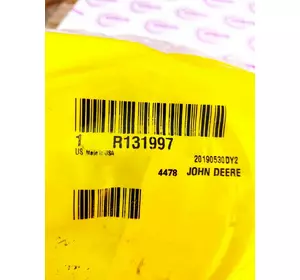 1 R131997
US Made in USA
20190530DY2
4478 JOHN DEERE